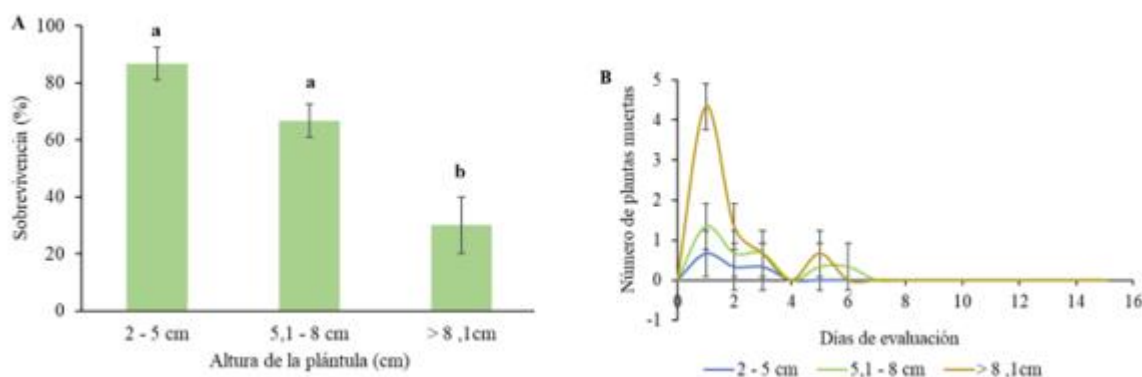 A
100
80
60
40
20
0
Sobrevivencia (%)
a
a
b
2 - 5 cm
5,1 - 8 cm
> 8 ,1cm
Altura de la plántula (cm)
B
5
4
3
2
1
0
-1
Número de plantas muertas
0
2
4
6
8
10
12
14
16
Días de evaluación
2 - 5 cm
5,1 - 8 cm
> 8 ,1cm